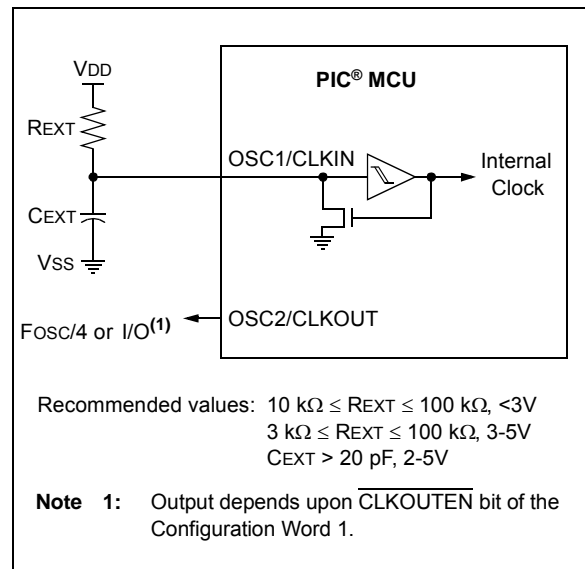 VDD
PIC® MCU
REXT
OSC1/CLKIN
Internal
Clock
CEXT
VSS
OSC2/CLKOUT
FOSC/4 or I/O(1)
Recommended values: 10 kΩ ≤ REXT ≤ 100 kΩ, <3V
3 kΩ ≤ REXT ≤ 100 kΩ, 3-5V
CEXT > 20 pF, 2-5V
Note 1: Output depends upon CLKOUTEN bit of the
Configuration Word 1.